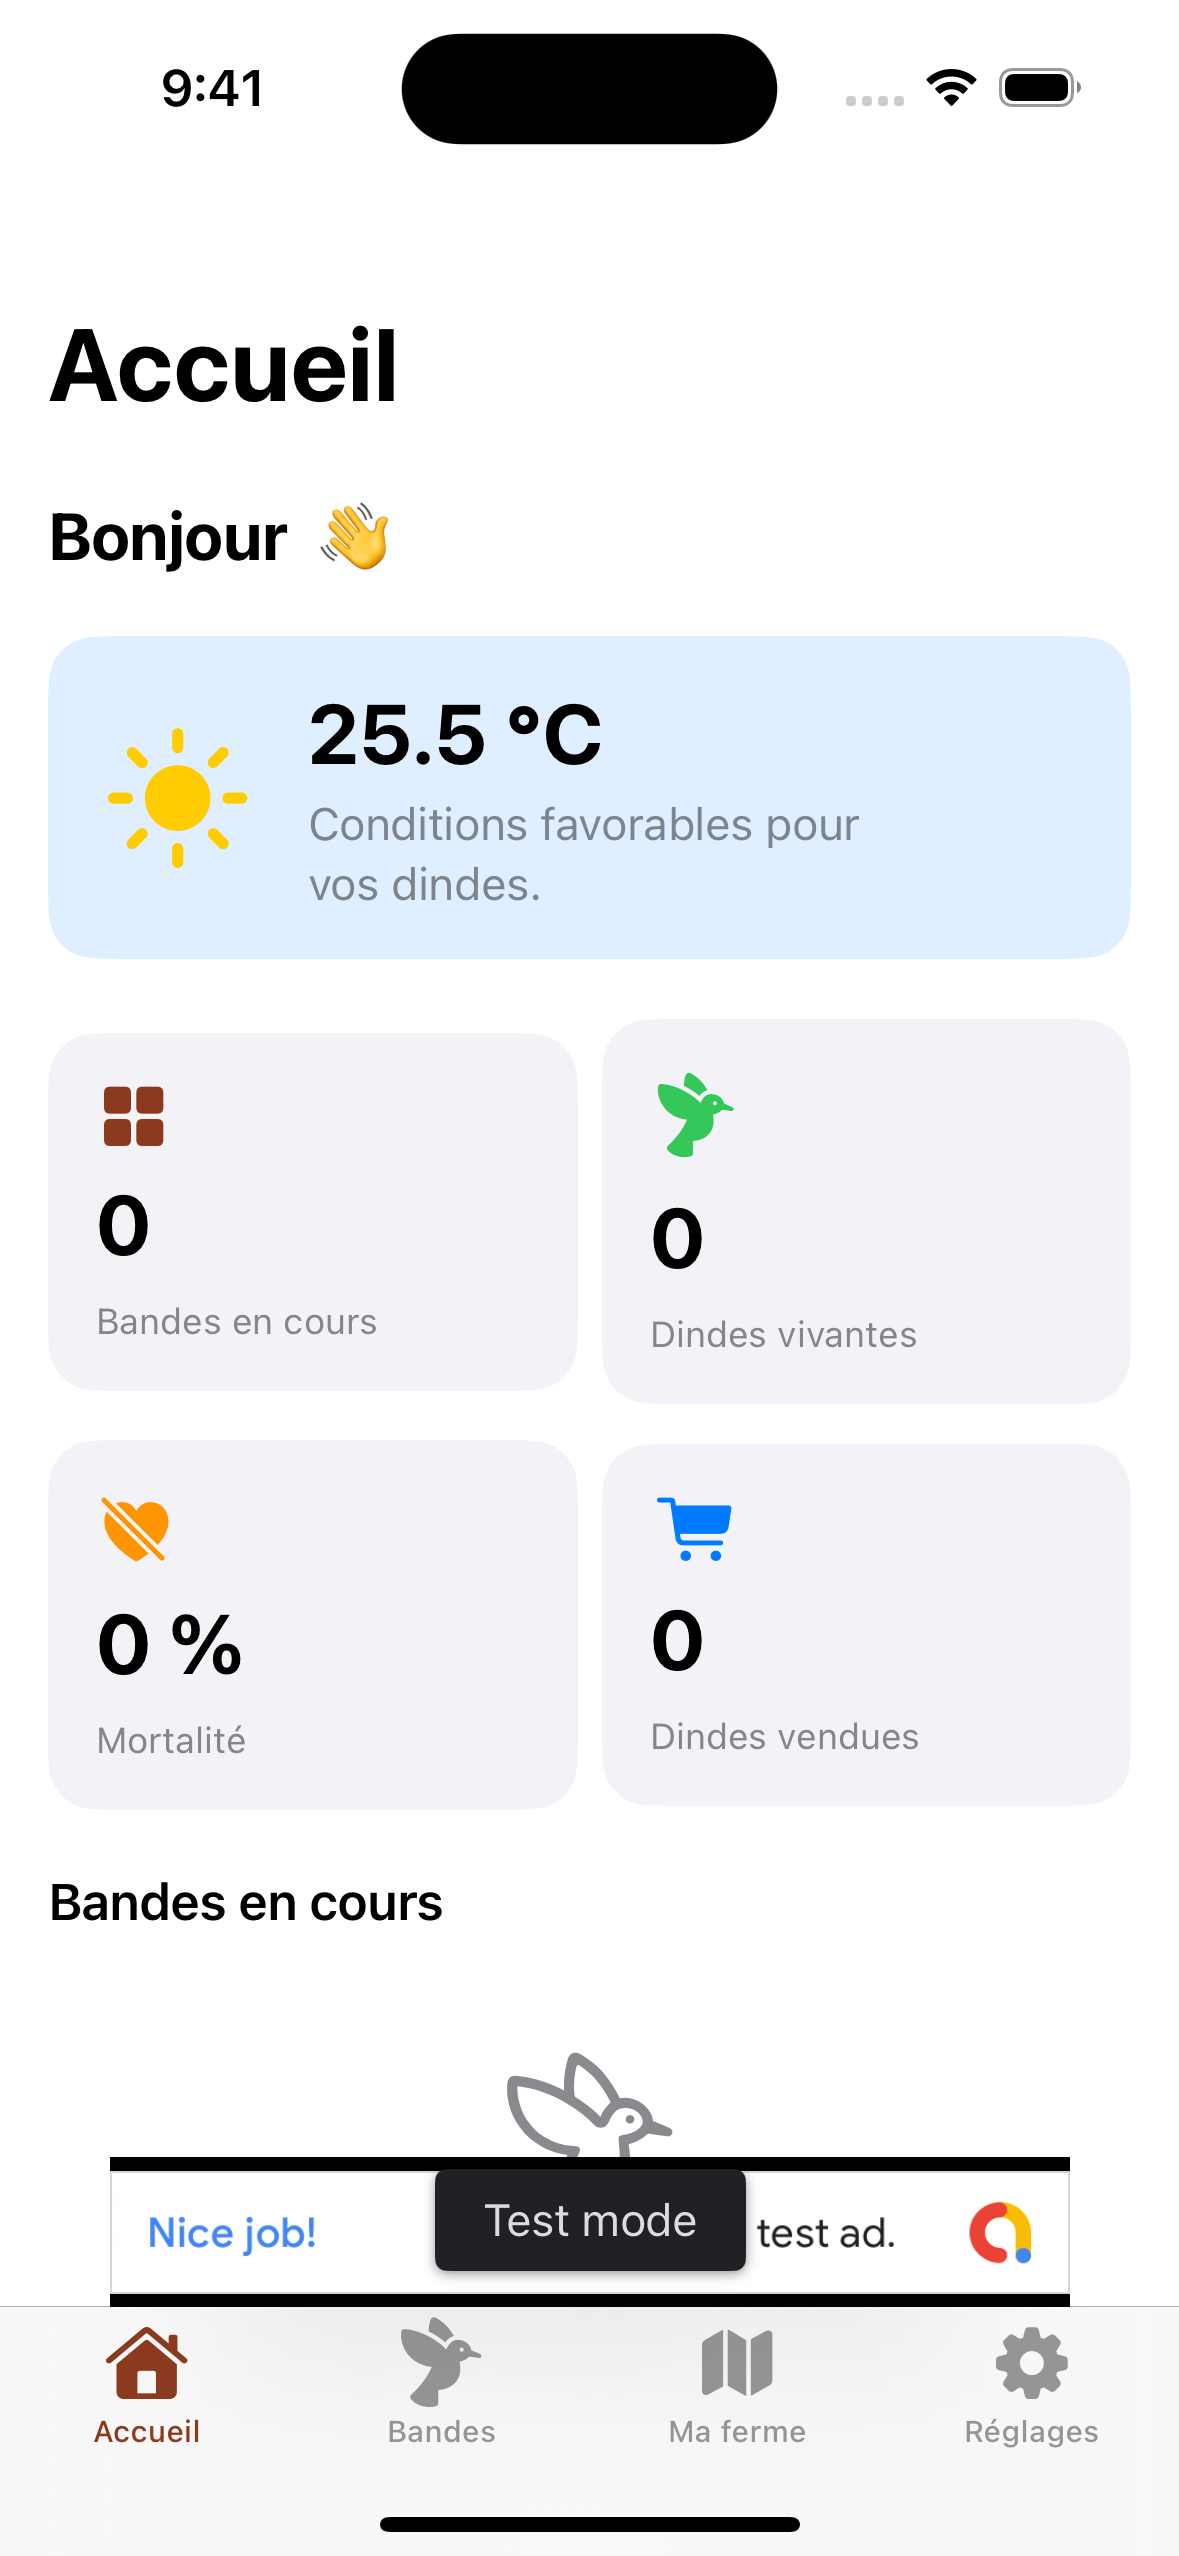 9:41
Accueil
Bonjour 👋
25.5 °C
Conditions favorables pour
vos dindes.
0
Bandes en cours
0
Dindes vivantes
0 %
Mortalité
0
Dindes vendues
Bandes en cours
Nice job!
Test mode
test ad.
Accueil
Bandes
Ma ferme
Réglages